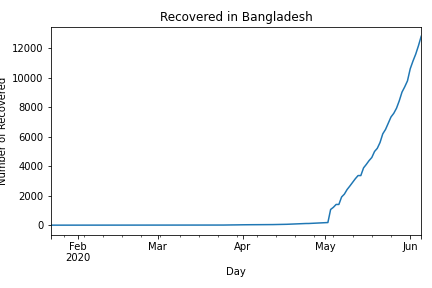 Recovered in Bangladesh
Number of Recovered
12000
10000
8000
6000
4000
2000
0
Feb
2020
Mar
Apr
May
Jun
Day